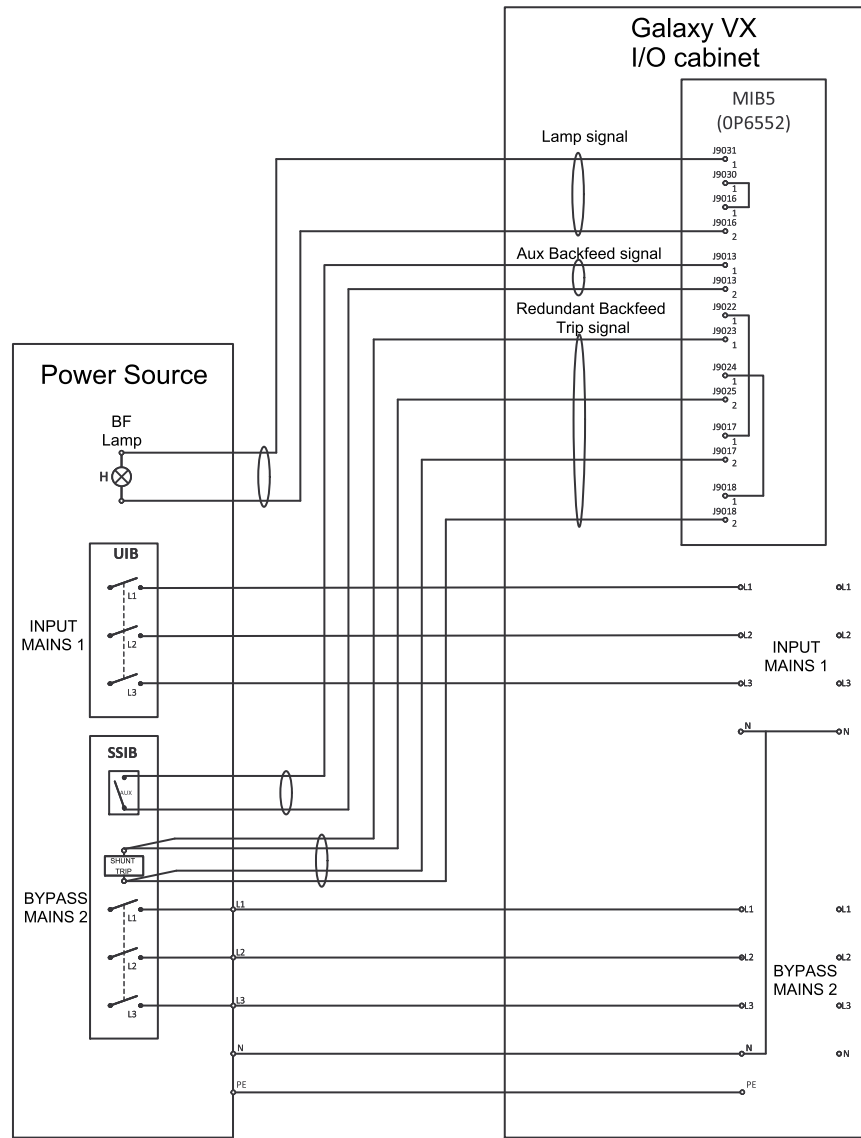 Galaxy VX
I/O cabinet
MIB5
(0P6552)
Lamp signal
J9031
1
J9030
1
J9016
1
J9016
2
Aux Backfeed signal
J9013
1
J9013
2
Redundant Backfeed
Trip signal
J9022
1
J9023
1
J9024
1
J9025
2
J9017
1
J9017
2
J9018
1
J9018
2
Power Source
BF
Lamp
H
UIB
INPUT
MAINS 1
L1
L2
L3
L1
L1
L2
L2
INPUT
MAINS 1
L3
L3
N
N
SSIB
AUX
SHUNT
TRIP
BYPASS
MAINS 2
L1
L2
L3
L1
L2
L3
N
PE
L1
L1
L2
L2
BYPASS
MAINS 2
L3
L3
N
N
PE